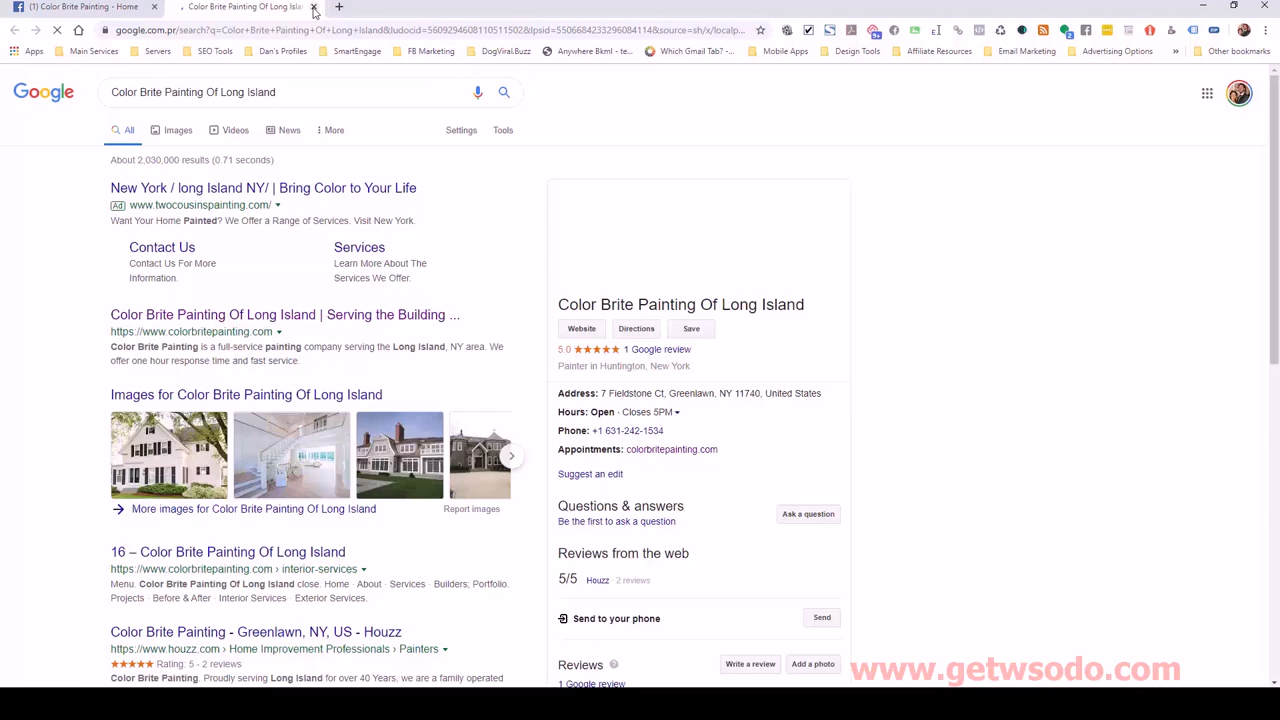 (1) Color Brite Painting - Home
Color Brite Painting Of Long Islan
google.com.pr/search?q=Color+Brite+Painting+Of+Long+Island&ludocid=5609294608110511502&lpsid=5506684233296084114&source=sh/x/localp...
Apps
Main Services
Servers
SEO Tools
Dan's Profiles
SmartEngage
FB Marketing
DogViral.Buzz
Anywhere Bkml - te...
Which Gmail Tab? -...
Mobile Apps
Design Tools
Affiliate Resources
Email Marketing
Advertising Options
»
Other bookmarks
Google
Color Brite Painting Of Long Island
All
Images
Videos
News
More
Settings
Tools
About 2,030,000 results (0.71 seconds)
New York / long Island NY/ | Bring Color to Your Life
Ad www.twocousinspainting.com/
Want Your Home Painted? We Offer a Range of Services. Visit New York.
Contact Us
Contact Us For More
Information.
Services
Learn More About The
Services We Offer.
Color Brite Painting Of Long Island | Serving the Building ...
https://www.colorbritepainting.com
Color Brite Painting is a full-service painting company serving the Long Island, NY area. We
offer one hour response time and fast service.
Images for Color Brite Painting Of Long Island
More images for Color Brite Painting Of Long Island
Report images
16 – Color Brite Painting Of Long Island
https://www.colorbritepainting.com › interior-services
Menu. Color Brite Painting Of Long Island close. Home · About · Services · Builders; Portfolio.
Projects · Before & After · Interior Services · Exterior Services.
Color Brite Painting - Greenlawn, NY, US - Houzz
https://www.houzz.com › Home Improvement Professionals › Painters
Rating: 5 - 2 reviews
Color Brite Painting. Proudly serving Long Island for over 40 Years, we are a family operated
Color Brite Painting Of Long Island
Website
Directions
Save
5.0 ★★★★★ 1 Google review
Painter in Huntington, New York
Address: 7 Fieldstone Ct, Greenlawn, NY 11740, United States
Hours: Open · Closes 5PM
Phone: +1 631-242-1534
Appointments: colorbritepainting.com
Suggest an edit
Questions & answers
Be the first to ask a question
Ask a question
Reviews from the web
5/5 Houzz · 2 reviews
Send to your phone
Send
Reviews
Write a review
Add a photo
1 Google review
www.getwsodo.com